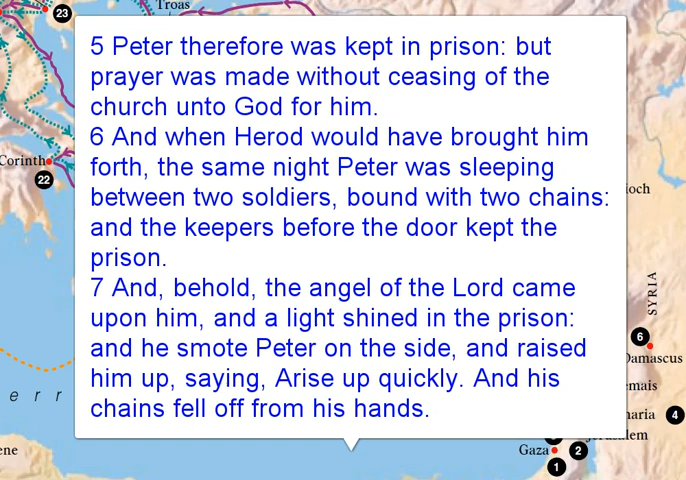 23
Troas
5 Peter therefore was kept in prison: but
prayer was made without ceasing of the
church unto God for him.
6 And when Herod would have brought him
forth, the same night Peter was sleeping
between two soldiers, bound with two chains:
and the keepers before the door kept the
prison.
7 And, behold, the angel of the Lord came
upon him, and a light shined in the prison:
and he smote Peter on the side, and raised
him up, saying, Arise up quickly. And his
chains fell off from his hands.
Corinth
22
ioch
SYRIA
6
Damascus
emais
e r r
naria
4
Jerusalem
ene
Gaza
2
1